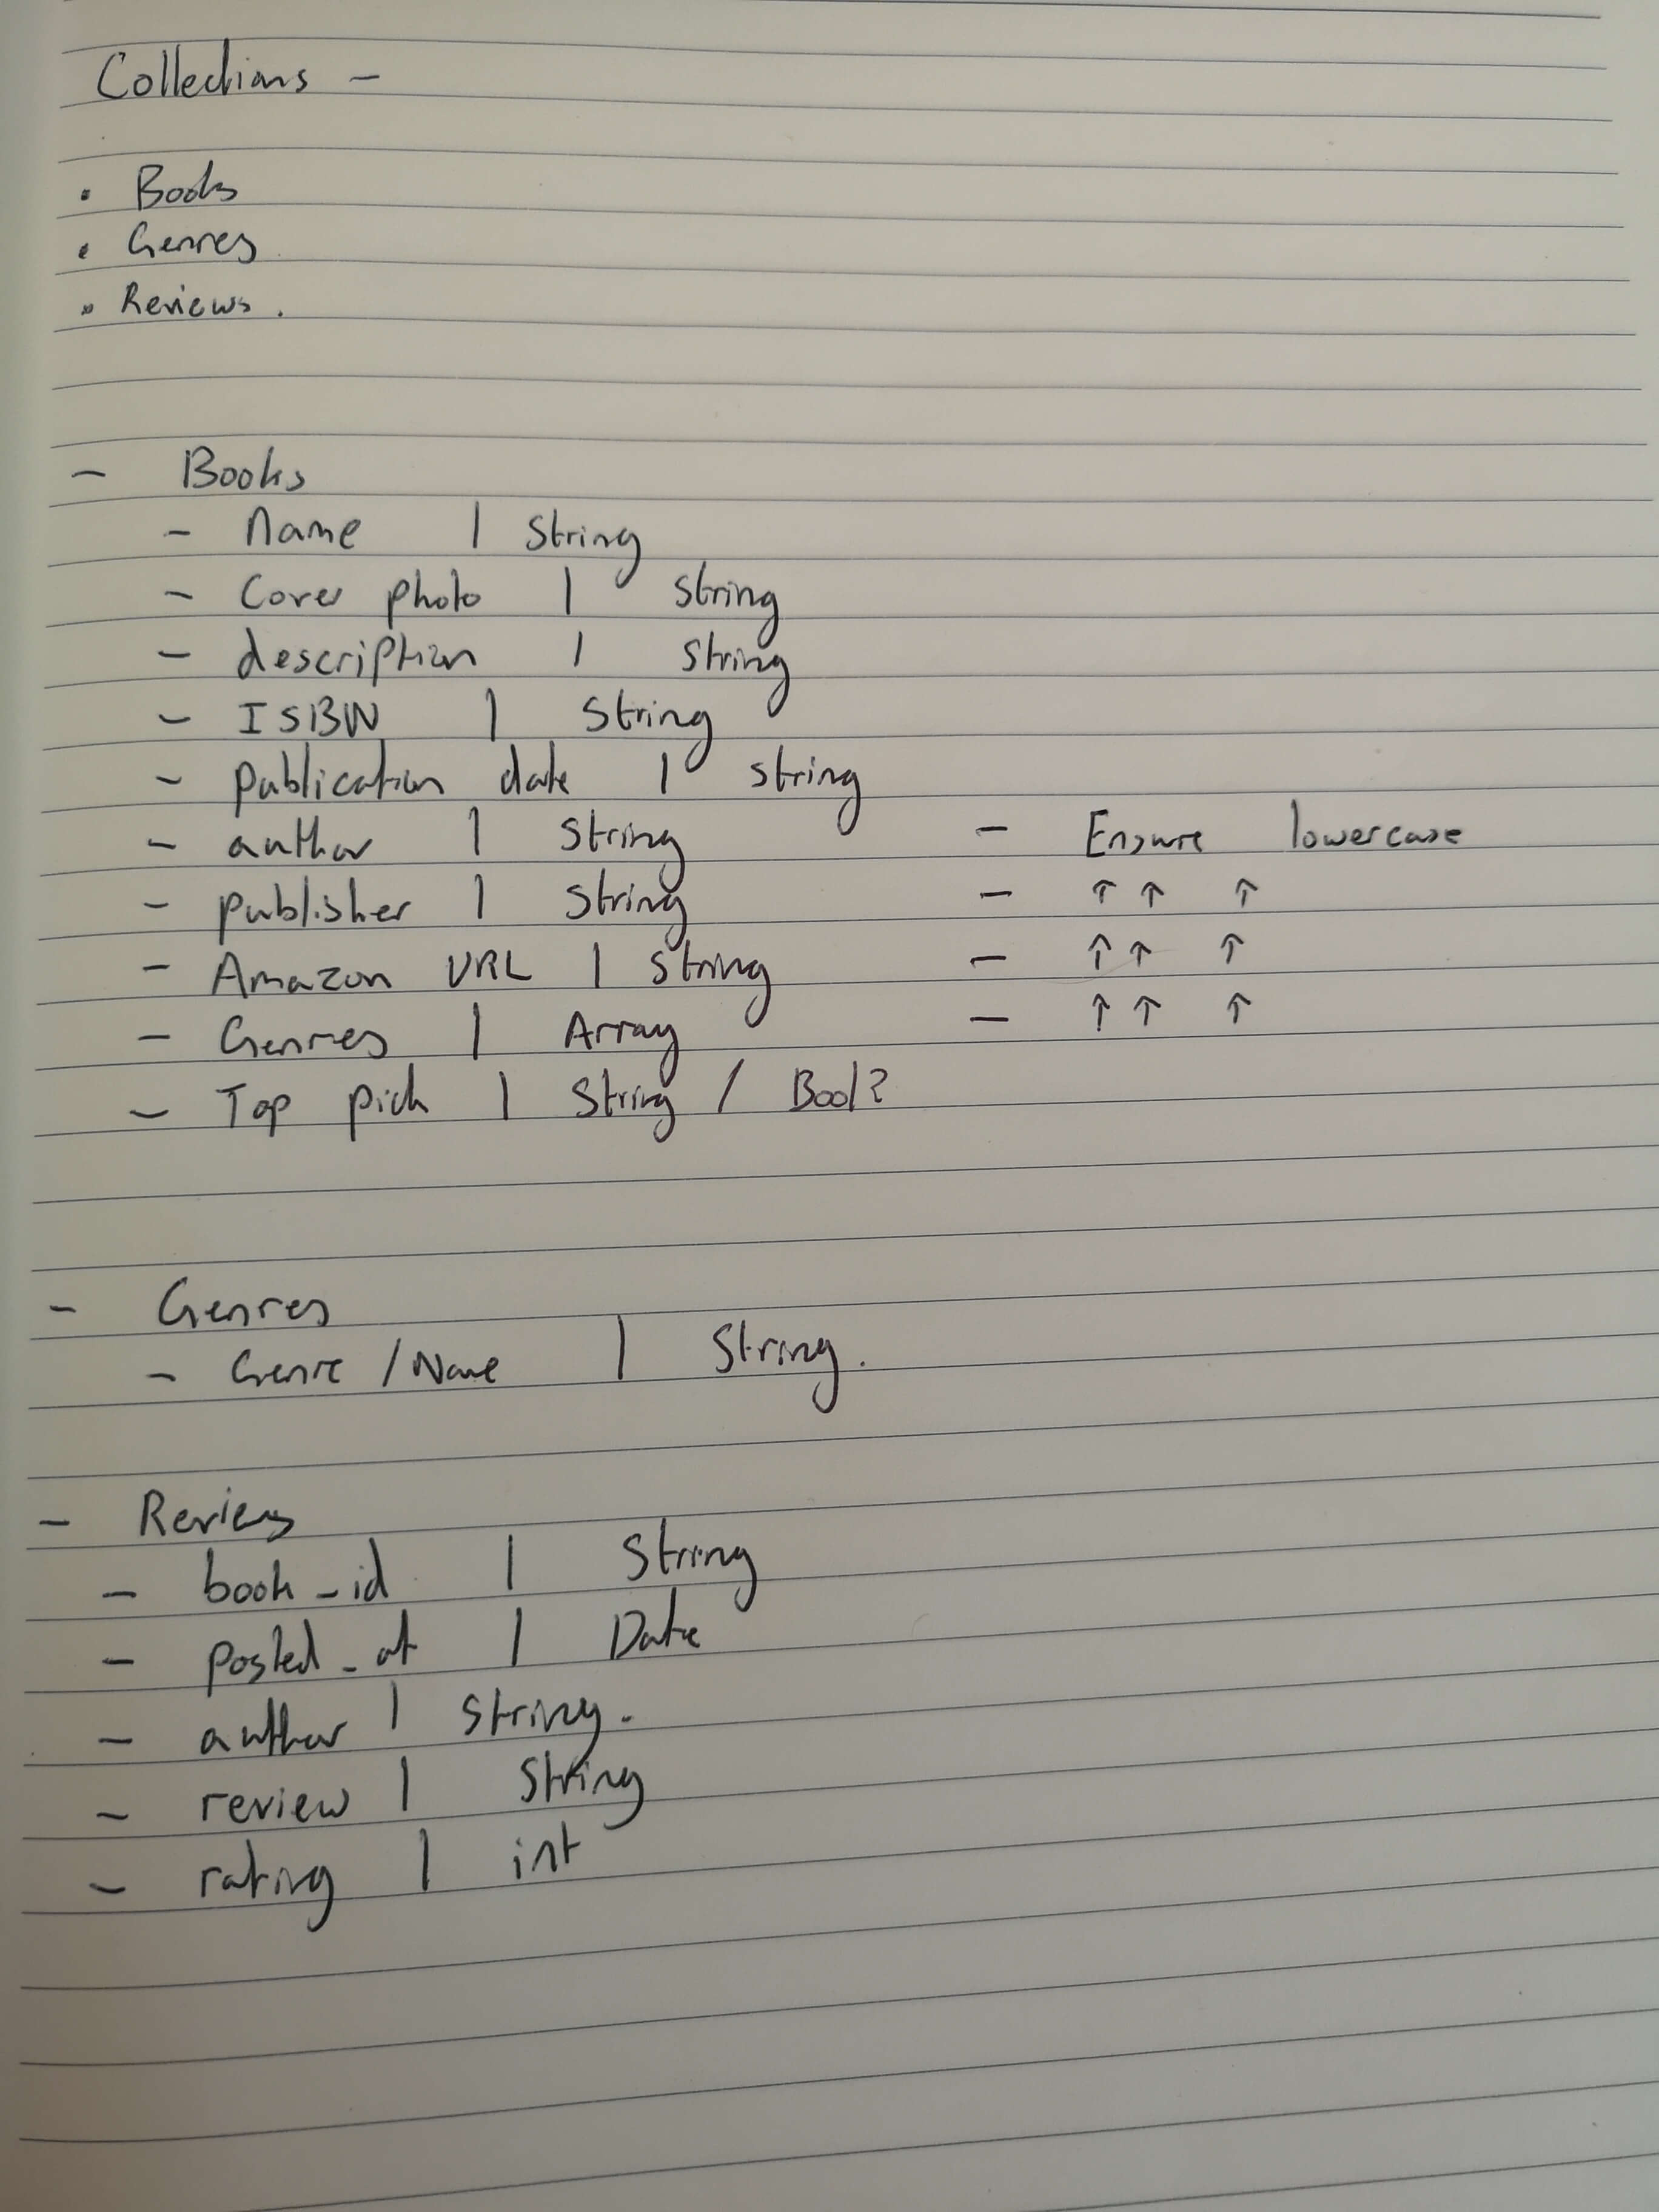 Collections -
• Books
• Genres
• Reviews.
- Books
- Name | String
- Cover photo | String
- description | String
- ISBN | String
- publication date | string
- author | String - Ensure lowercase
- publisher | String - ↑ ↑ ↑
- Amazon URL | String - ↑ ↑ ↑
- Genres | Array - ↑ ↑ ↑
- Top pick | String / Bool?
- Genres
- Genre / Name | String.
- Reviews
- book_id | String
- posted_at | Date
- author | String.
- review | String
- rating | int